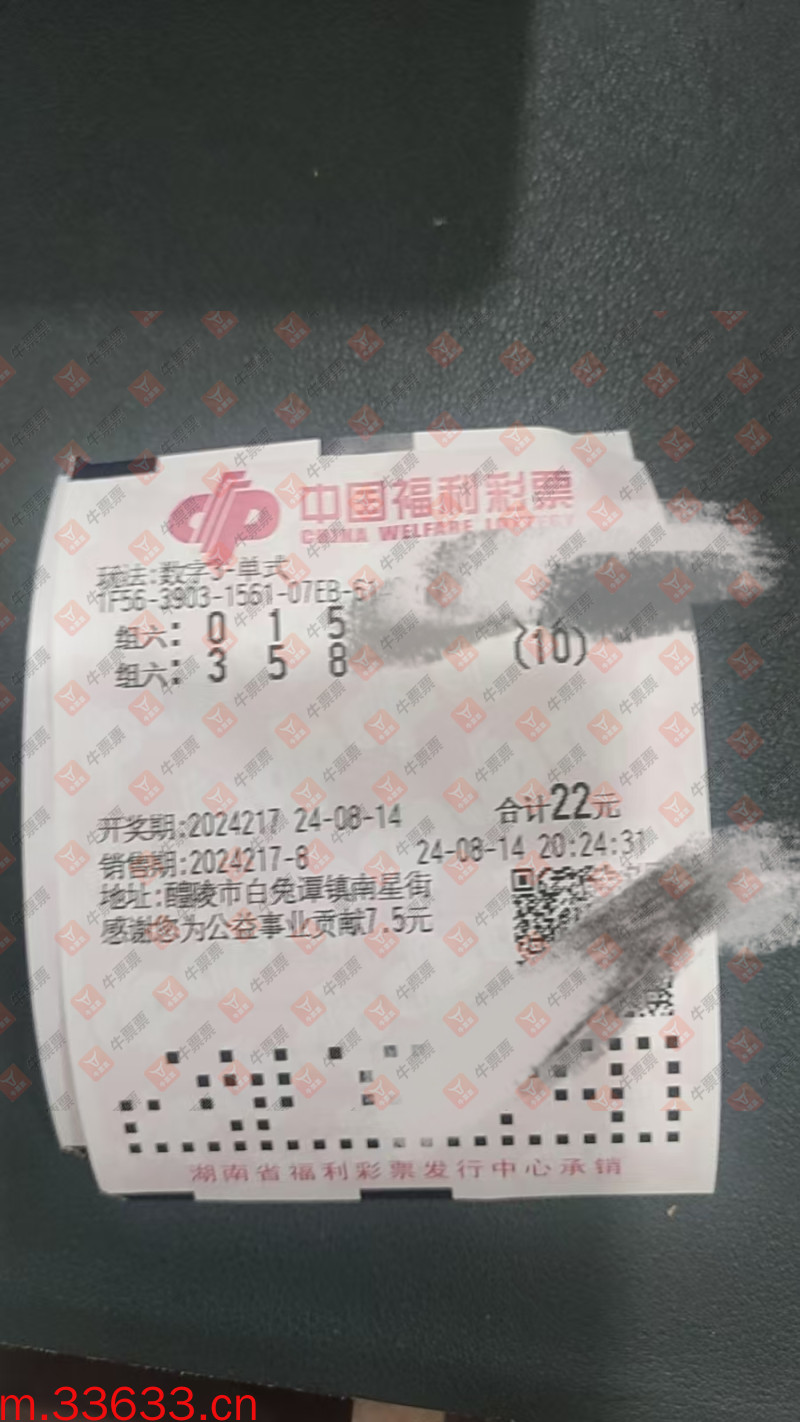 中国福利彩票
CHINA WELFARE LOTTERY
玩法:数字3-单式
1F56-3903-1561-07EB-61
组六: 0 1 5
组六: 3 5 8 (10)
合计22元
开奖期:2024217 24-08-14
销售期:2024217-8 24-08-14 20:24:31
地址:醴陵市白兔潭镇南星街
感谢您为公益事业贡献7.5元
湖南省福利彩票发行中心承销
牛票票
m.33633.cn